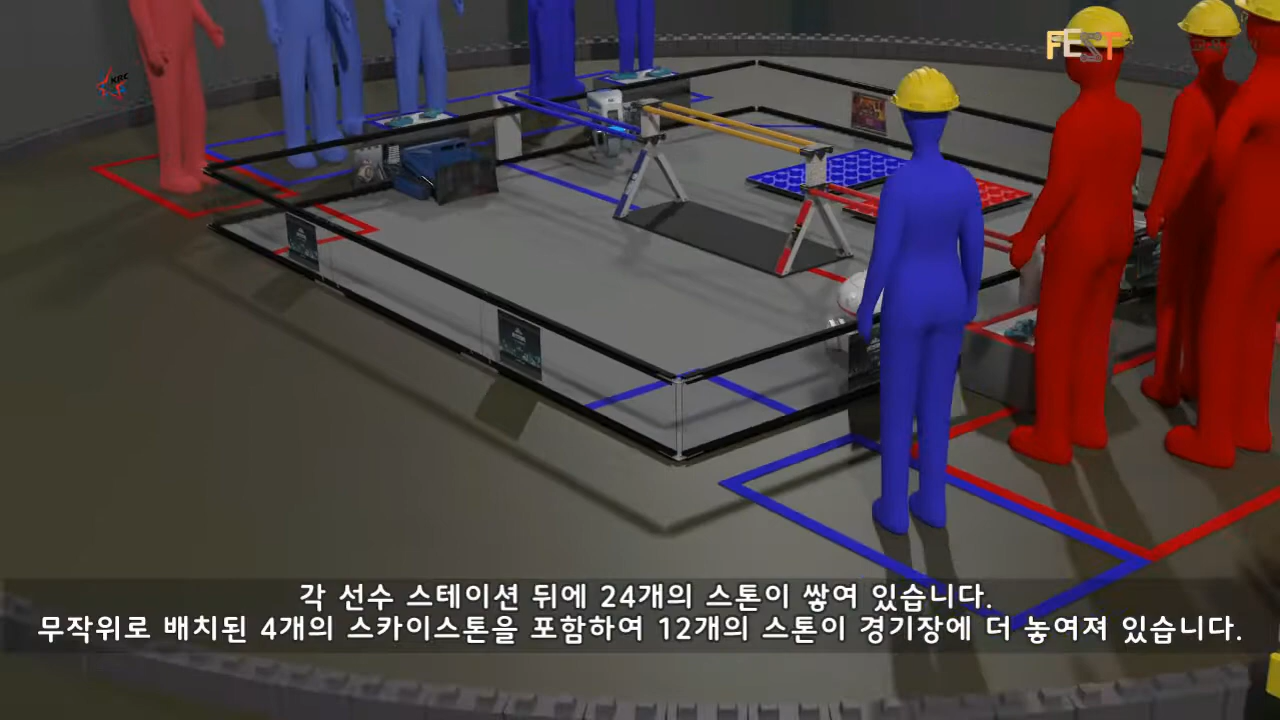 KRC
FEST
각 선수 스테이션 뒤에 24개의 스톤이 쌓여 있습니다.
무작위로 배치된 4개의 스카이스톤을 포함하여 12개의 스톤이 경기장에 더 놓여져 있습니다.